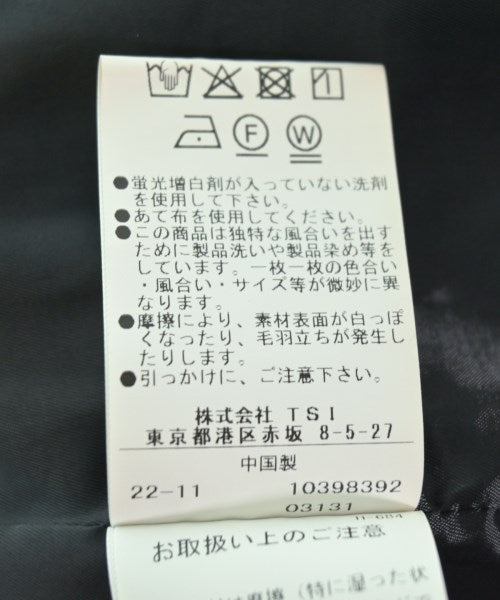 F W
●蛍光増白剤が入っていない洗剤
を使用して下さい。
●あて布を使用してください。
●この商品は独特な風合いを出す
ために製品洗いや製品染め等を
しています。一枚一枚の色合い
・風合い・サイズ等が微妙に異
なります。
●摩擦により、素材表面が白っぽ
くなったり、毛羽立ちが発生し
たりします。
●引っかけに、ご注意下さい。
株式会社 TSI
東京都港区赤坂 8-5-27
中国製
22-11 10398392
03131
お取扱い上のご注意
摩擦（特に湿った状